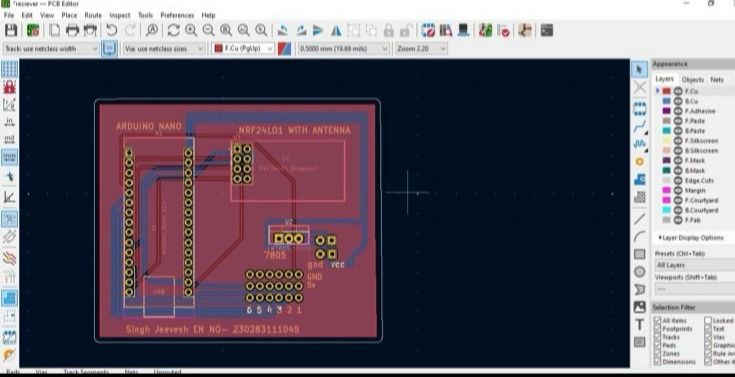 *reciever — PCB Editor
File Edit View Place Route Inspect Tools Preferences Help
Track: use netclass width
Via: use netclass sizes
F.Cu (PgUp)
0.5000 mm (19.69 mils)
Zoom 2.20
in
mil
mm
ARDUINO NANO
NRF24L01 WITH ANTENNA
U1
U2
7805
gnd vcc
GND
5v
USB
6 5 4 3 2 1
SIngh Jeevesh EN NO- 230283111045
Appearance
Layers Objects Nets
F.Cu
B.Cu
F.Adhesive
F.Paste
B.Paste
F.Silkscreen
B.Silkscreen
F.Mask
B.Mask
Edge.Cuts
Margin
F.Courtyard
B.Courtyard
F.Fab
Layer Display Options
Presets (Ctrl+Tab):
All Layers
Viewports (Shift+Tab):
---
Selection Filter
All items Locked
Footprints Text
Tracks Vias
Pads Graphic
Zones Rule Ar
Dimensions Other it
Pads Vias Track Segments Nets Unrouted